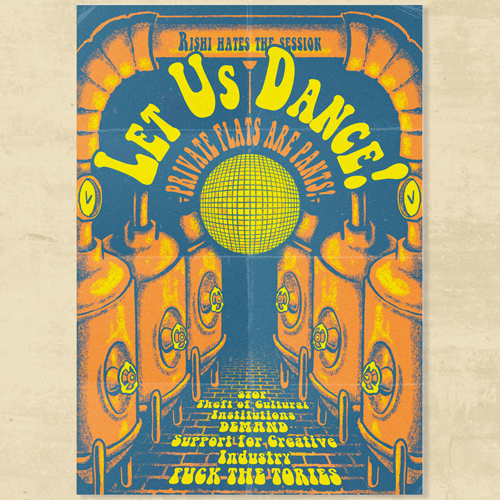 RISHI HATES THE SESSION
LET US DANCE!
-PRIVATE FLATS ARE PANTS!-
STOP
Theft of Cultural
Institutions
DEMAND
Support for Creative
Industry
FUCK THE TORIES